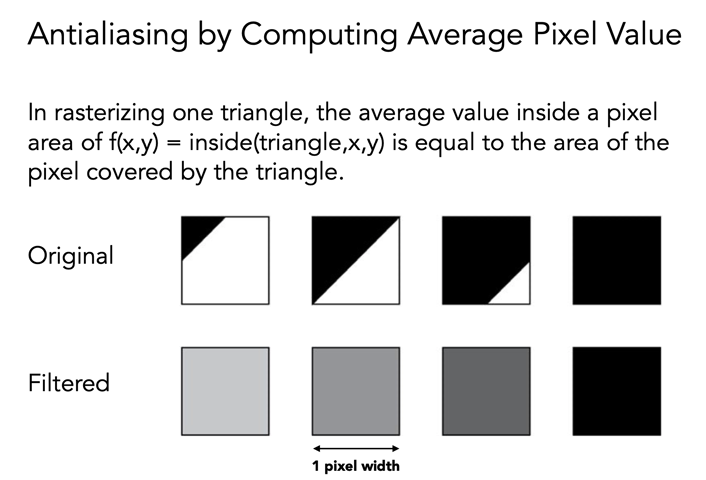 Antialiasing by Computing Average Pixel Value
In rasterizing one triangle, the average value inside a pixel
area of f(x,y) = inside(triangle,x,y) is equal to the area of the
pixel covered by the triangle.
Original
Filtered
1 pixel width